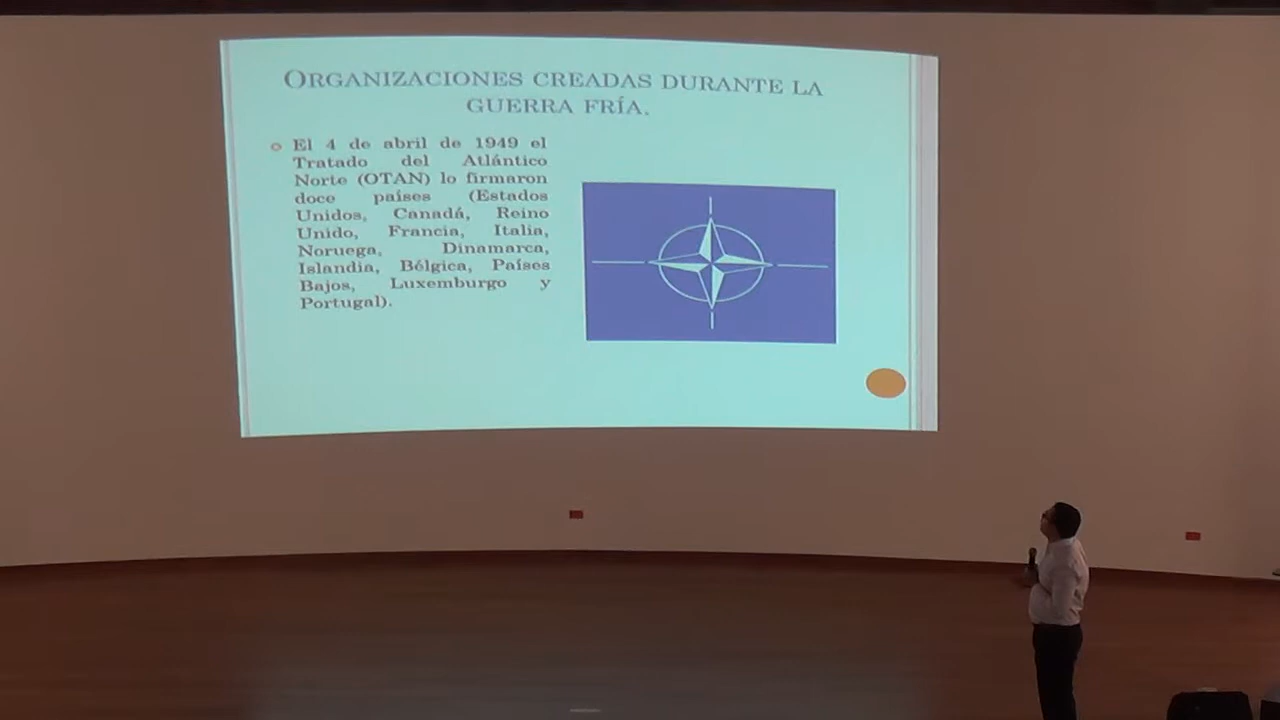 ORGANIZACIONES CREADAS DURANTE LA
GUERRA FRÍA.
El 4 de abril de 1949 el
Tratado del Atlántico
Norte (OTAN) lo firmaron
doce países (Estados
Unidos, Canadá, Reino
Unido, Francia, Italia,
Noruega, Dinamarca,
Islandia, Bélgica, Países
Bajos, Luxemburgo y
Portugal).